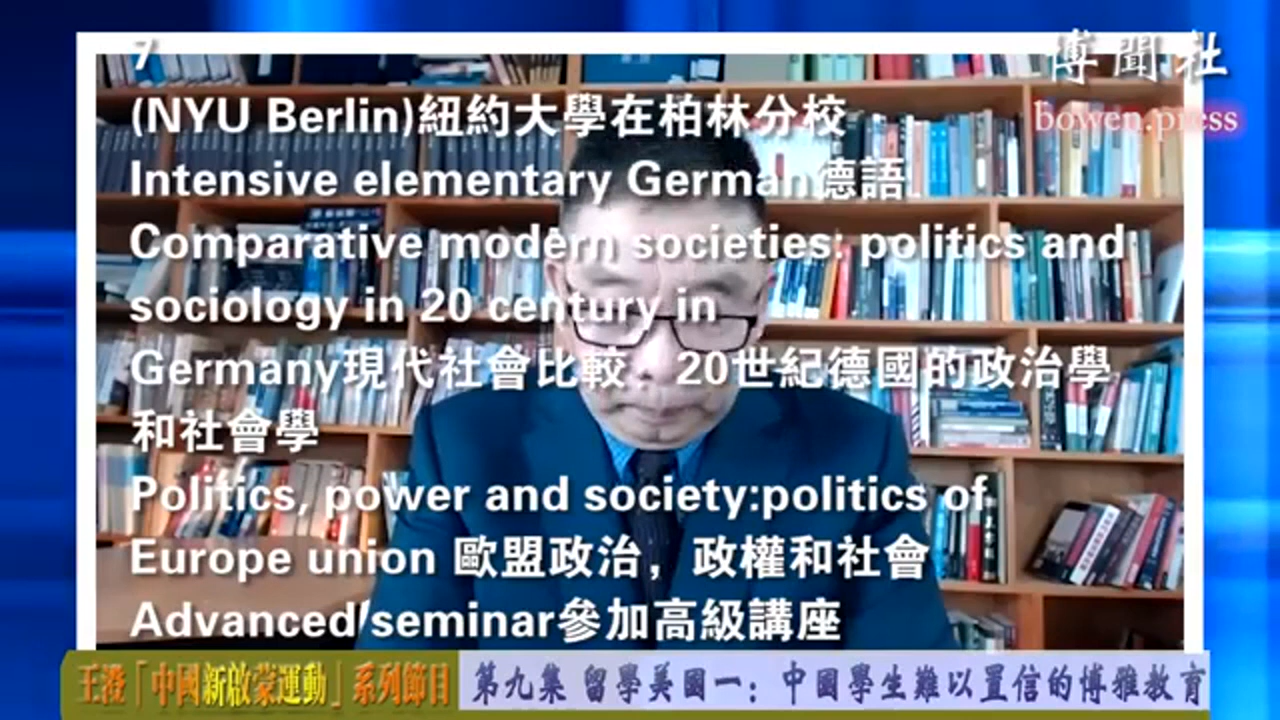 7
博聞社
bowen.press
(NYU Berlin)紐約大學在柏林分校
Intensive elementary German德語
Comparative modern societies: politics and
sociology in 20 century in
Germany現代社會比較，20世紀德國的政治學
和社會學
Politics, power and society:politics of
Europe union 歐盟政治，政權和社會
Advanced seminar參加高級講座
王澄「中國新啟蒙運動」系列節目
第九集 留學美國一：中國學生難以置信的博雅教育